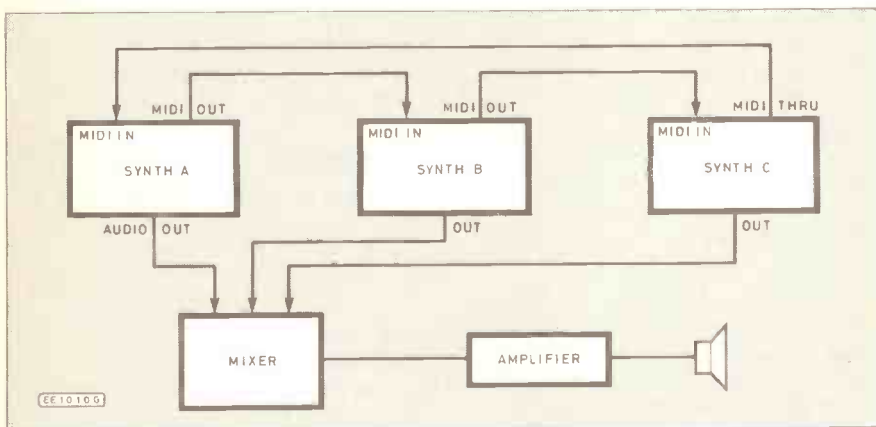 MIDI OUT
MIDI OUT
MIDI THRU
MIDI IN
MIDI IN
MIDI IN
SYNTH A
SYNTH B
SYNTH C
AUDIO OUT
OUT
OUT
MIXER
AMPLIFIER
EE1010G